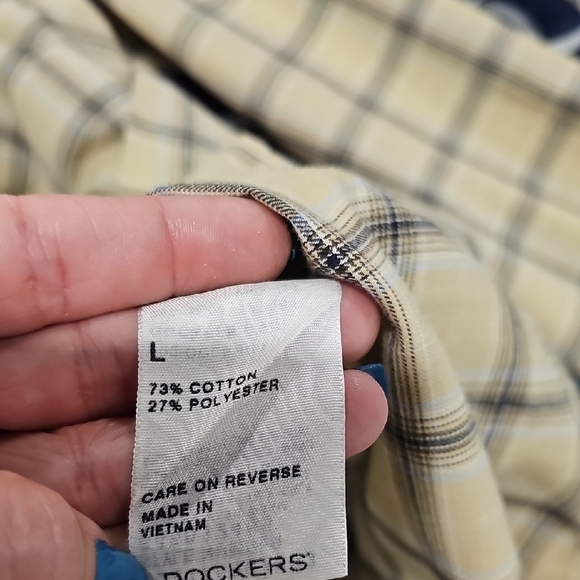 L
73% COTTON
27% POLYESTER
CARE ON REVERSE
MADE IN
VIETNAM
DOCKERS